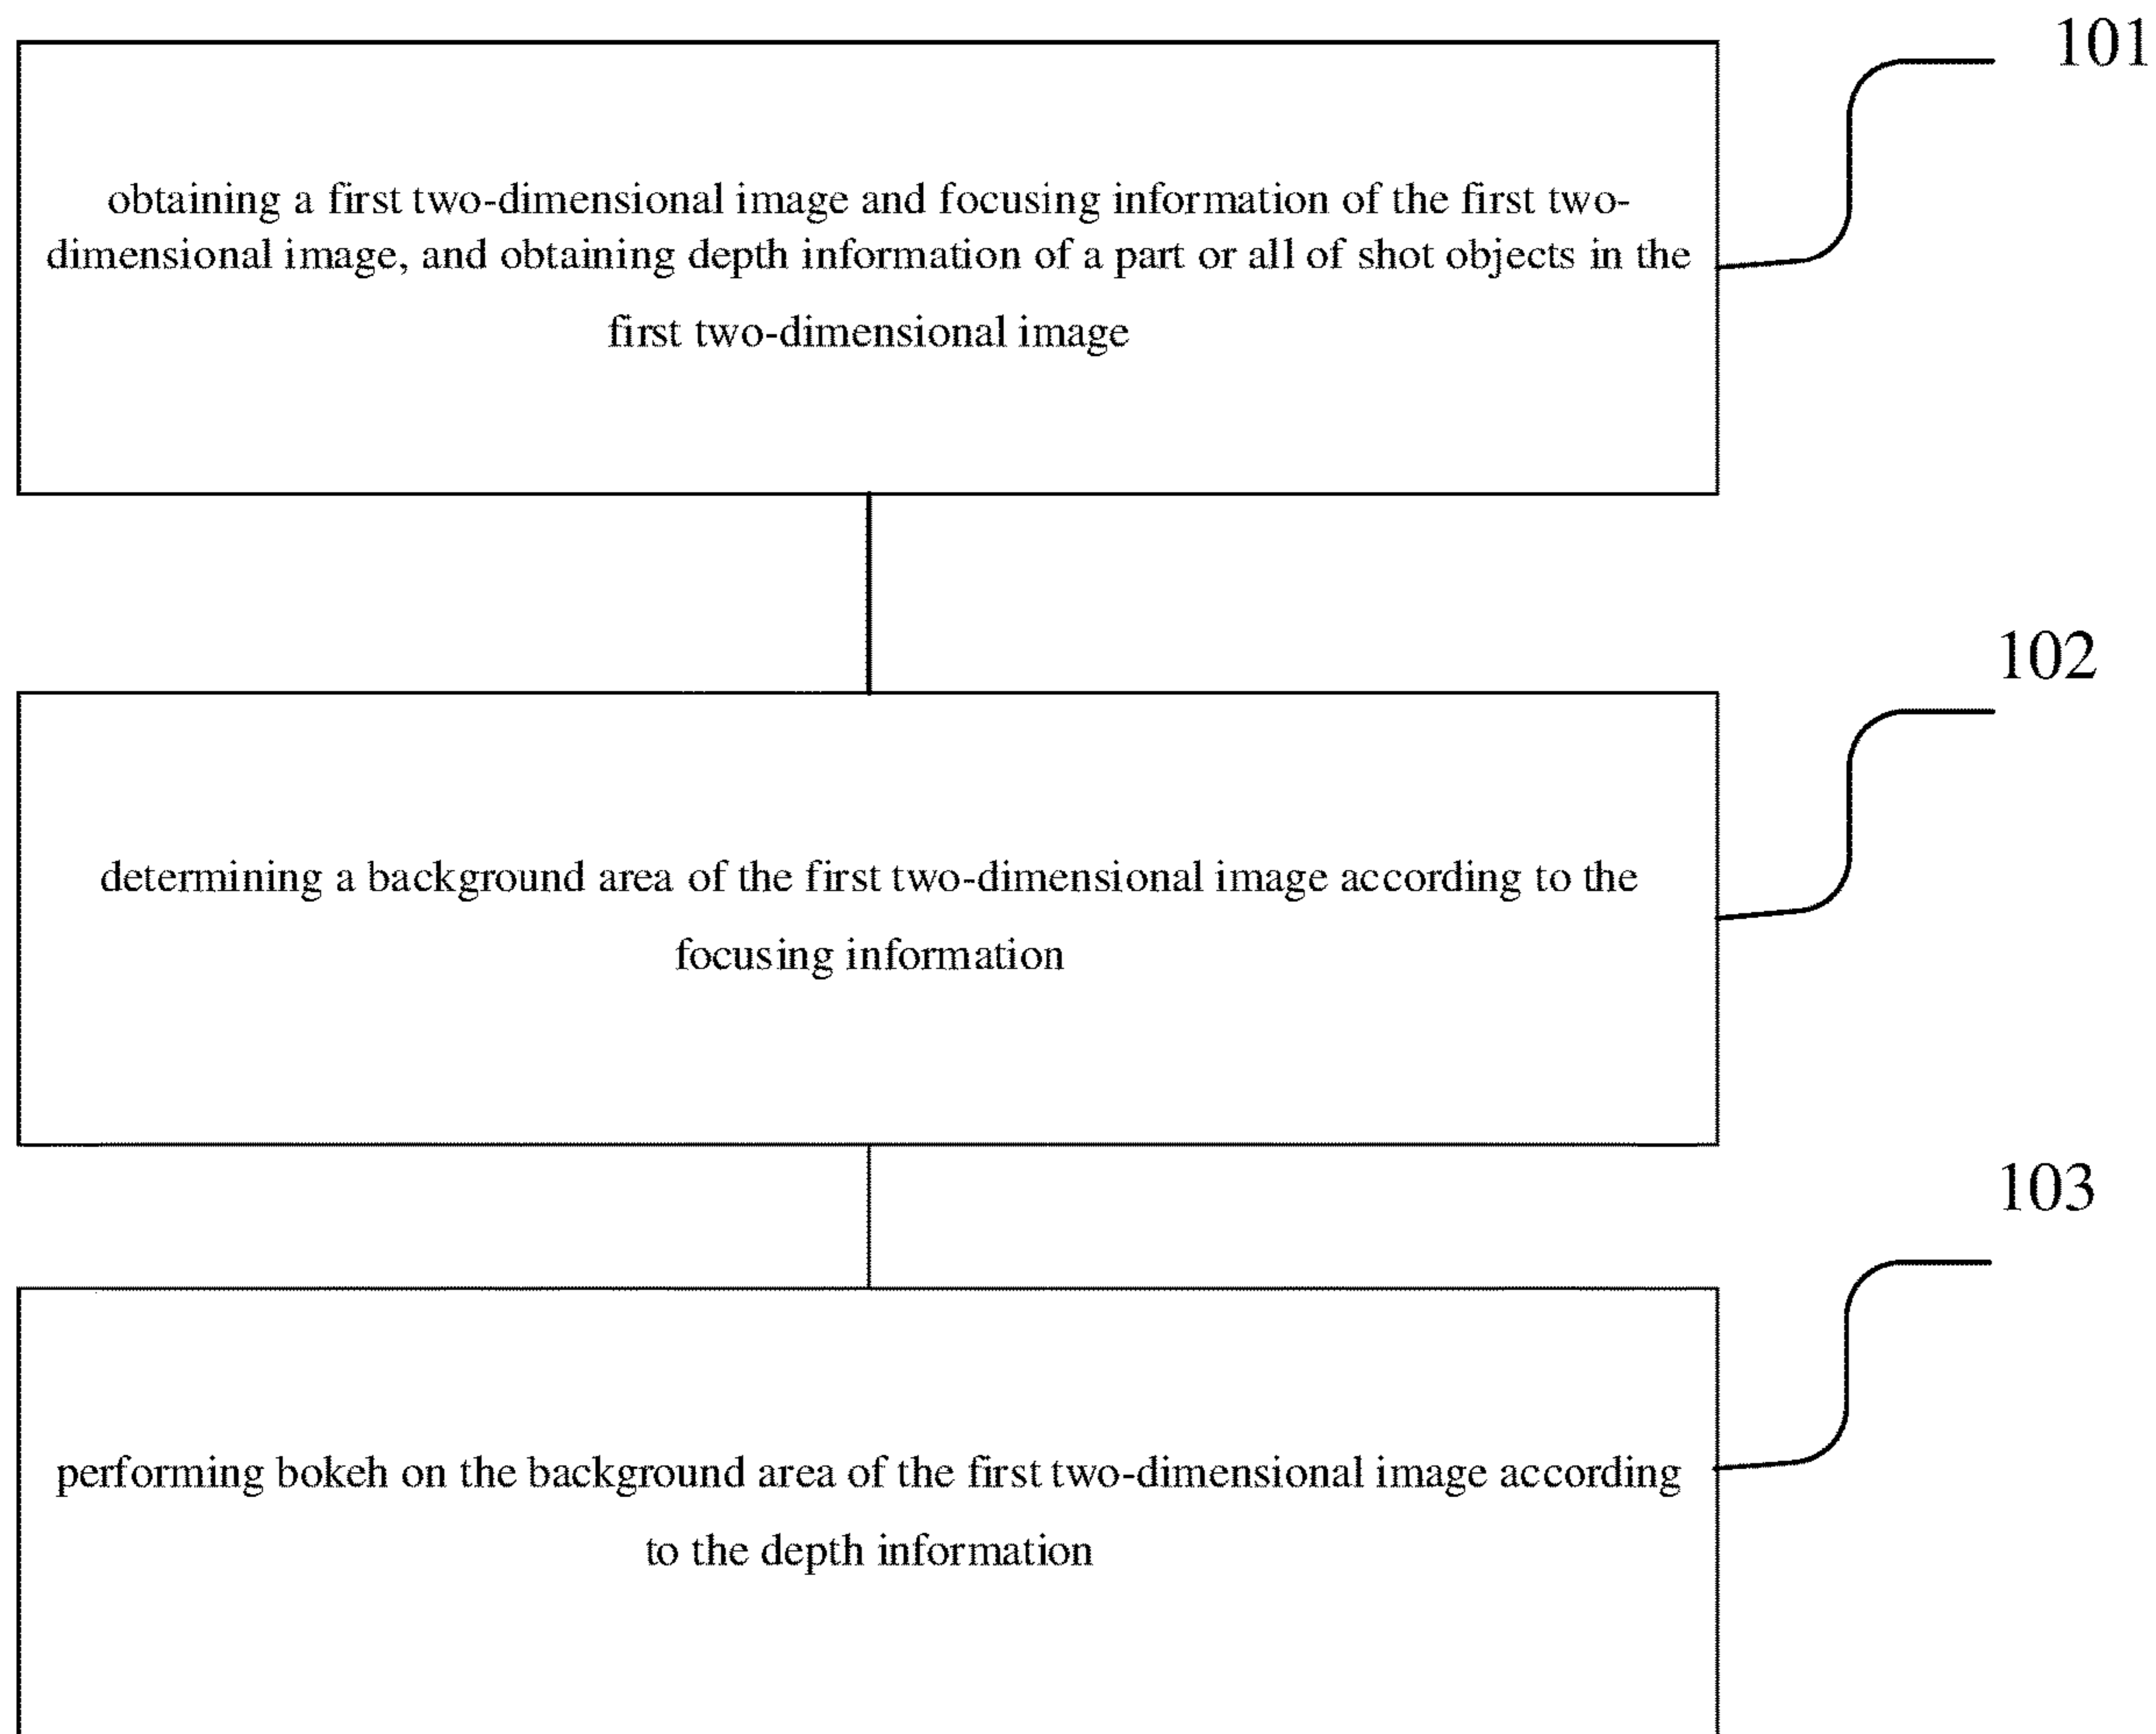 101
obtaining a first two-dimensional image and focusing information of the first two-
dimensional image, and obtaining depth information of a part or all of shot objects in the
first two-dimensional image
102
determining a background area of the first two-dimensional image according to the
focusing information
103
performing bokeh on the background area of the first two-dimensional image according
to the depth information